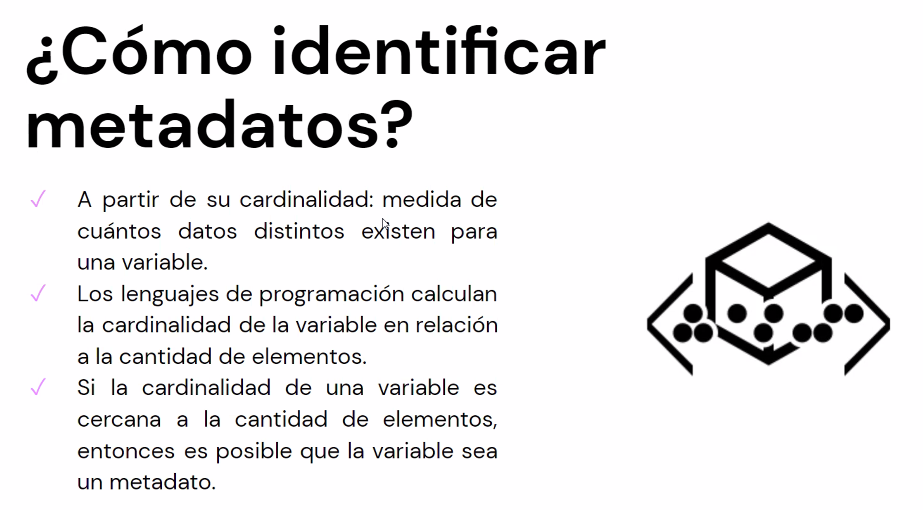 ¿Cómo identificar
metadatos?
✓ A partir de su cardinalidad: medida de
cuántos datos distintos existen para
una variable.
✓ Los lenguajes de programación calculan
la cardinalidad de la variable en relación
a la cantidad de elementos.
✓ Si la cardinalidad de una variable es
cercana a la cantidad de elementos,
entonces es posible que la variable sea
un metadato.